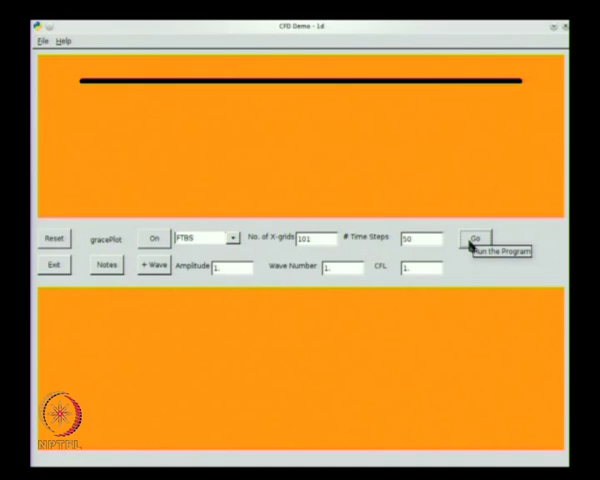 CFD Demo - 1d
File Help
Reset gracePlot On FTBS No. of X-grids 101 # Time Steps 50 Go
Run the Program
Exit Notes + Wave Amplitude 1. Wave Number 1. CFL 1.
NPTEL